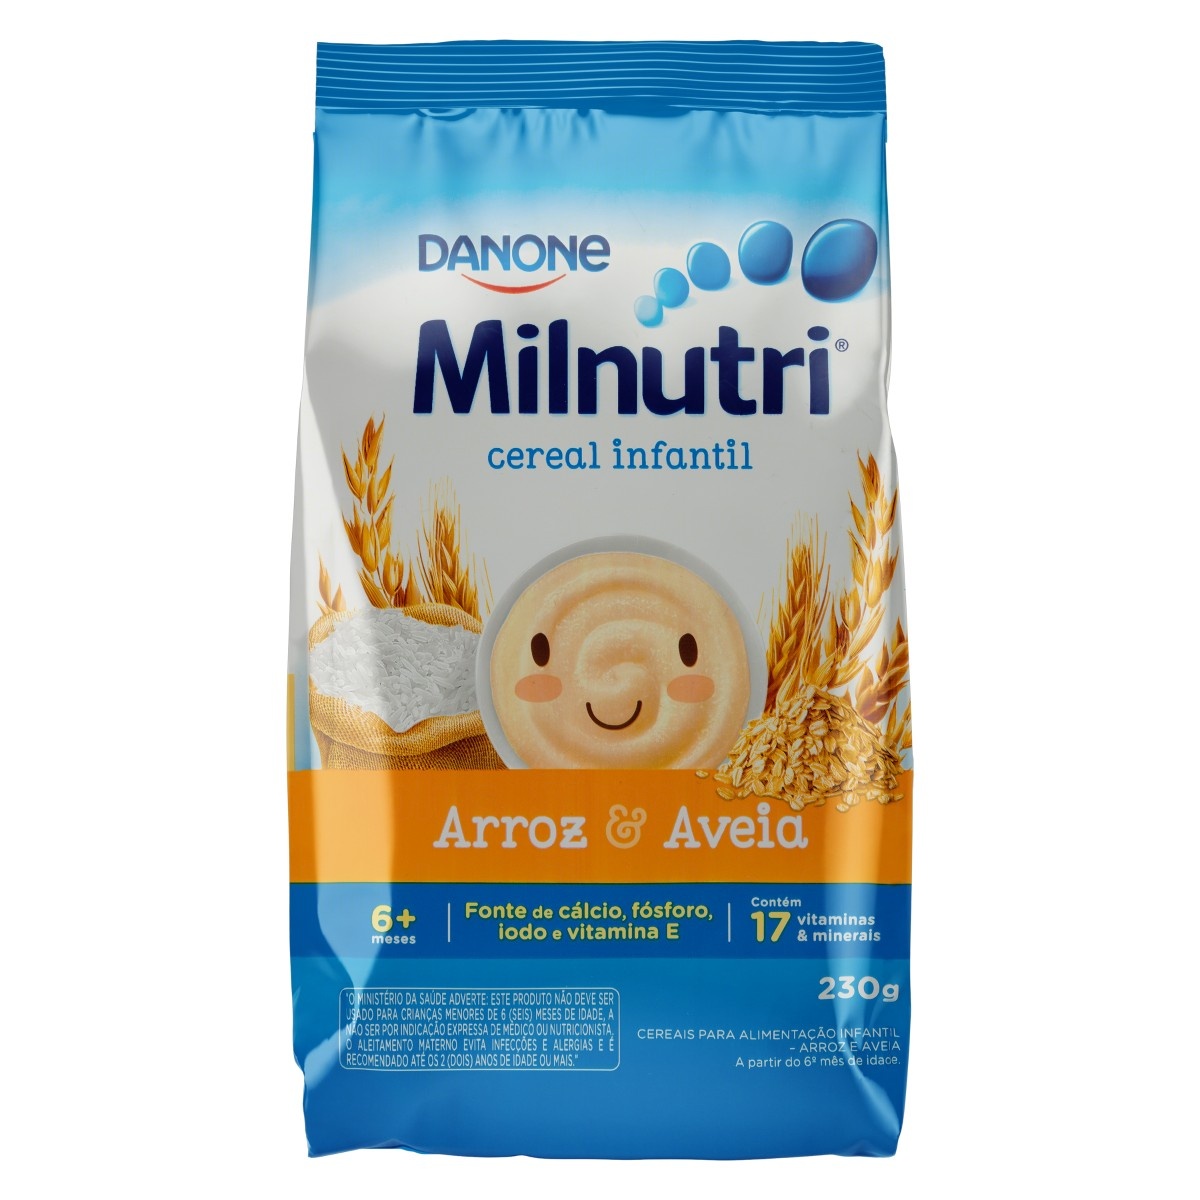 DANONE
Milnutri®
cereal infantil
Arroz & Aveia
6+
meses
Fonte de cálcio, fósforo,
iodo e vitamina E
Contém
17 vitaminas
& minerais
230g
"O MINISTÉRIO DA SAÚDE ADVERTE: ESTE PRODUTO NÃO DEVE SER
USADO PARA CRIANÇAS MENORES DE 6 (SEIS) MESES DE IDADE, A
NÃO SER POR INDICAÇÃO EXPRESSA DE MÉDICO OU NUTRICIONISTA.
O ALEITAMENTO MATERNO EVITA INFECÇÕES E ALERGIAS E É
RECOMENDADO ATÉ OS 2 (DOIS) ANOS DE IDADE OU MAIS."
CEREAIS PARA ALIMENTAÇÃO INFANTIL
- ARROZ E AVEIA
A partir do 6º mês de idade.